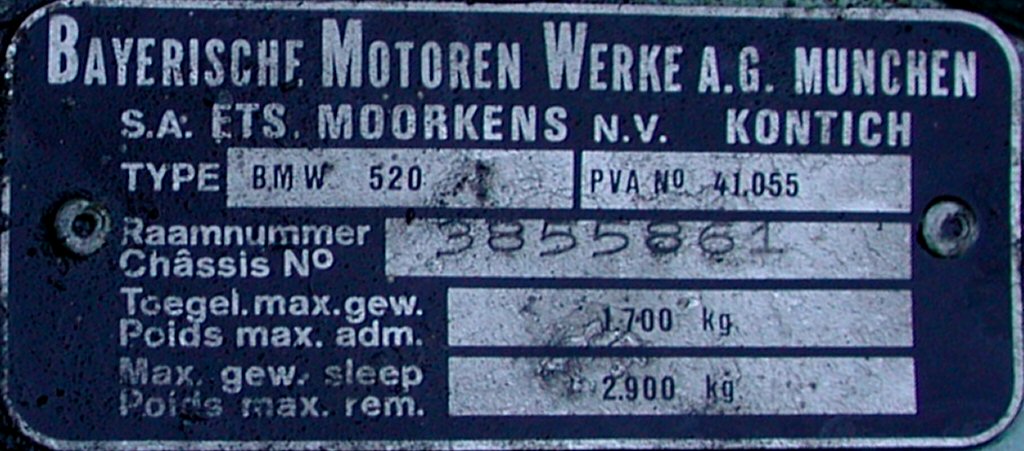 BAYERISCHE MOTOREN WERKE A.G. MUNCHEN
S.A. ETS. MOORKENS N.V. KONTICH
TYPE BMW 520 PVA Nº 41.055
Raamnummer
Châssis Nº 3855861
Toegel.max.gew.
Poids max. adm. 1.700 kg
Max. gew. sleep
Poids max. rem. 2.900 kg